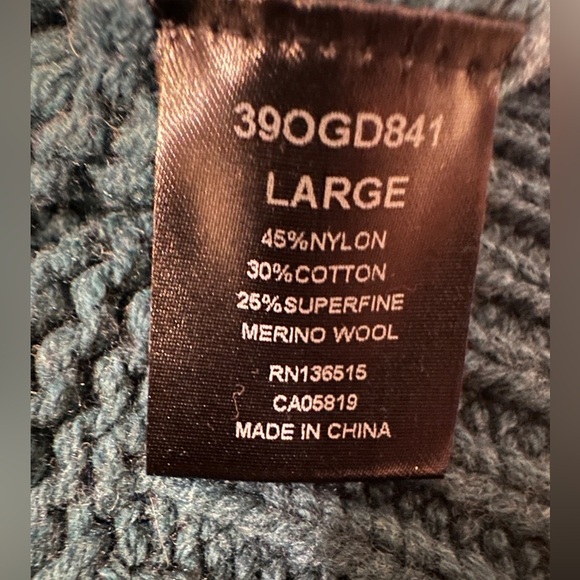 39OGD841
LARGE
45%NYLON
30%COTTON
25%SUPERFINE
MERINO WOOL
RN136515
CA05819
MADE IN CHINA